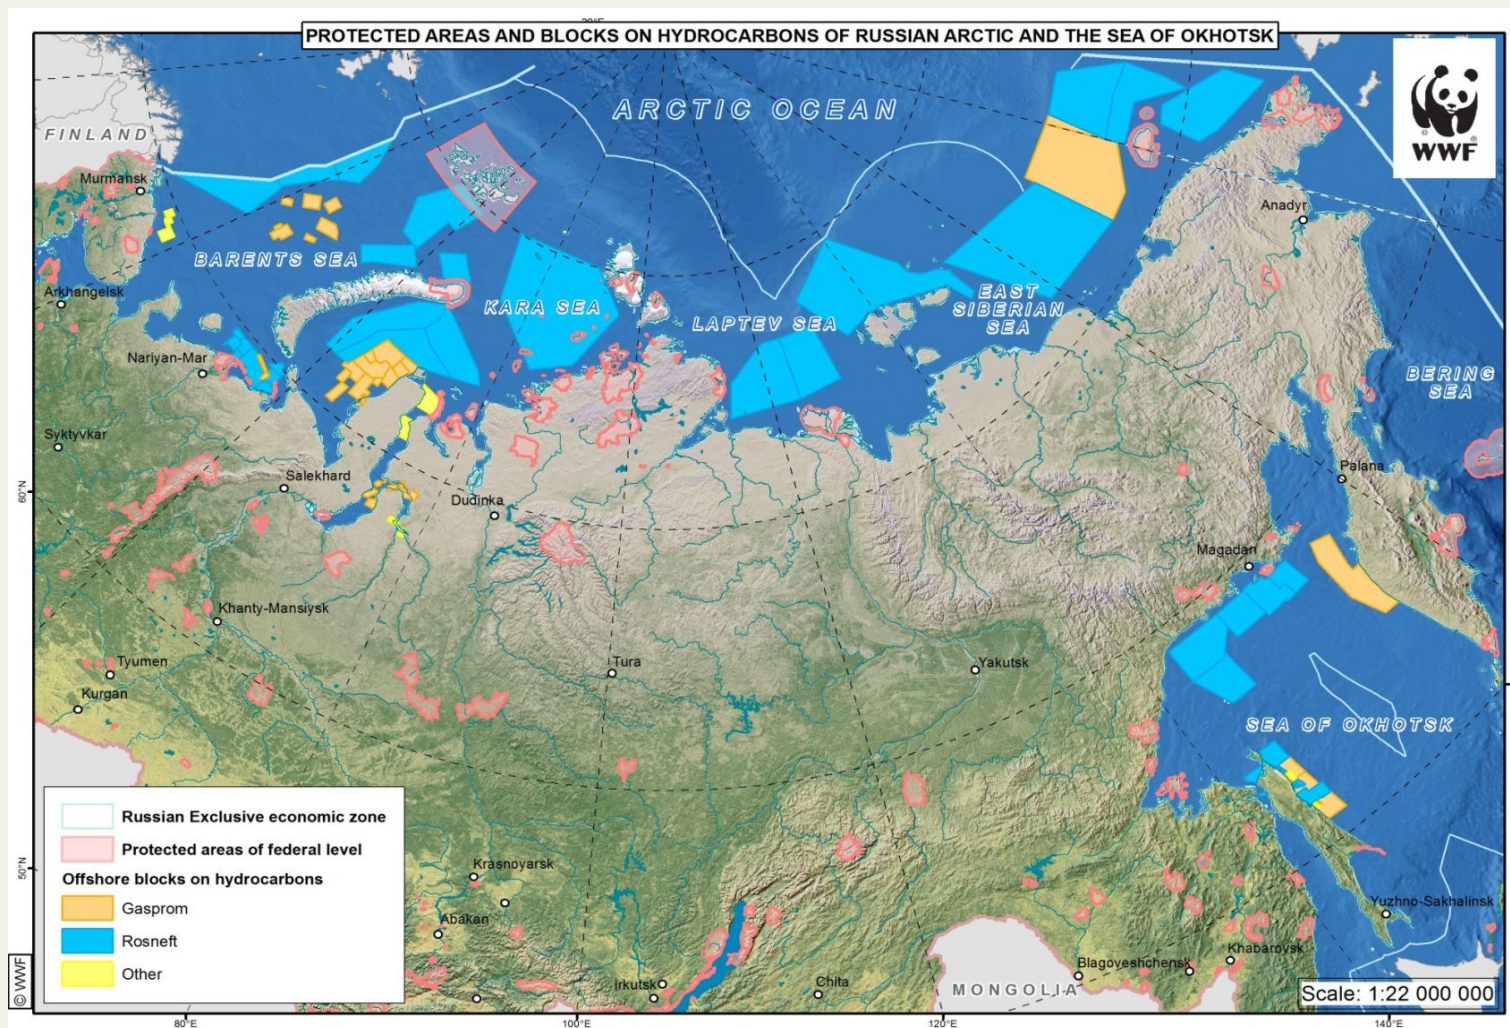 20°E
PROTECTED AREAS AND BLOCKS ON HYDROCARBONS OF RUSSIAN ARCTIC AND THE SEA OF OKHOTSK
ARCTIC OCEAN
FINLAND
WWF
Murmansk
Anadyr
BARENTS SEA
Arkhangelsk
KARA SEA
LAPTEV SEA
EAST
SIBERIAN
SEA
Nariyan-Mar
BERING
SEA
Syktyvkar
Salekhard
Palana
60°N
Dudinka
Magadan
Khanty-Mansiysk
Tyumen
Tura
Yakutsk
Kurgan
SEA OF OKHOTSK
Russian Exclusive economic zone
Protected areas of federal level
Offshore blocks on hydrocarbons
Gasprom
Rosneft
Other
50°N
Krasnoyarsk
Abakan
Yuzhno-Sakhalinsk
Khabarovsk
Blagoveshchensk
Irkutsk
Chita
MONGOLIA
© WWF
Scale: 1:22 000 000
80°E
100°E
120°E
140°E